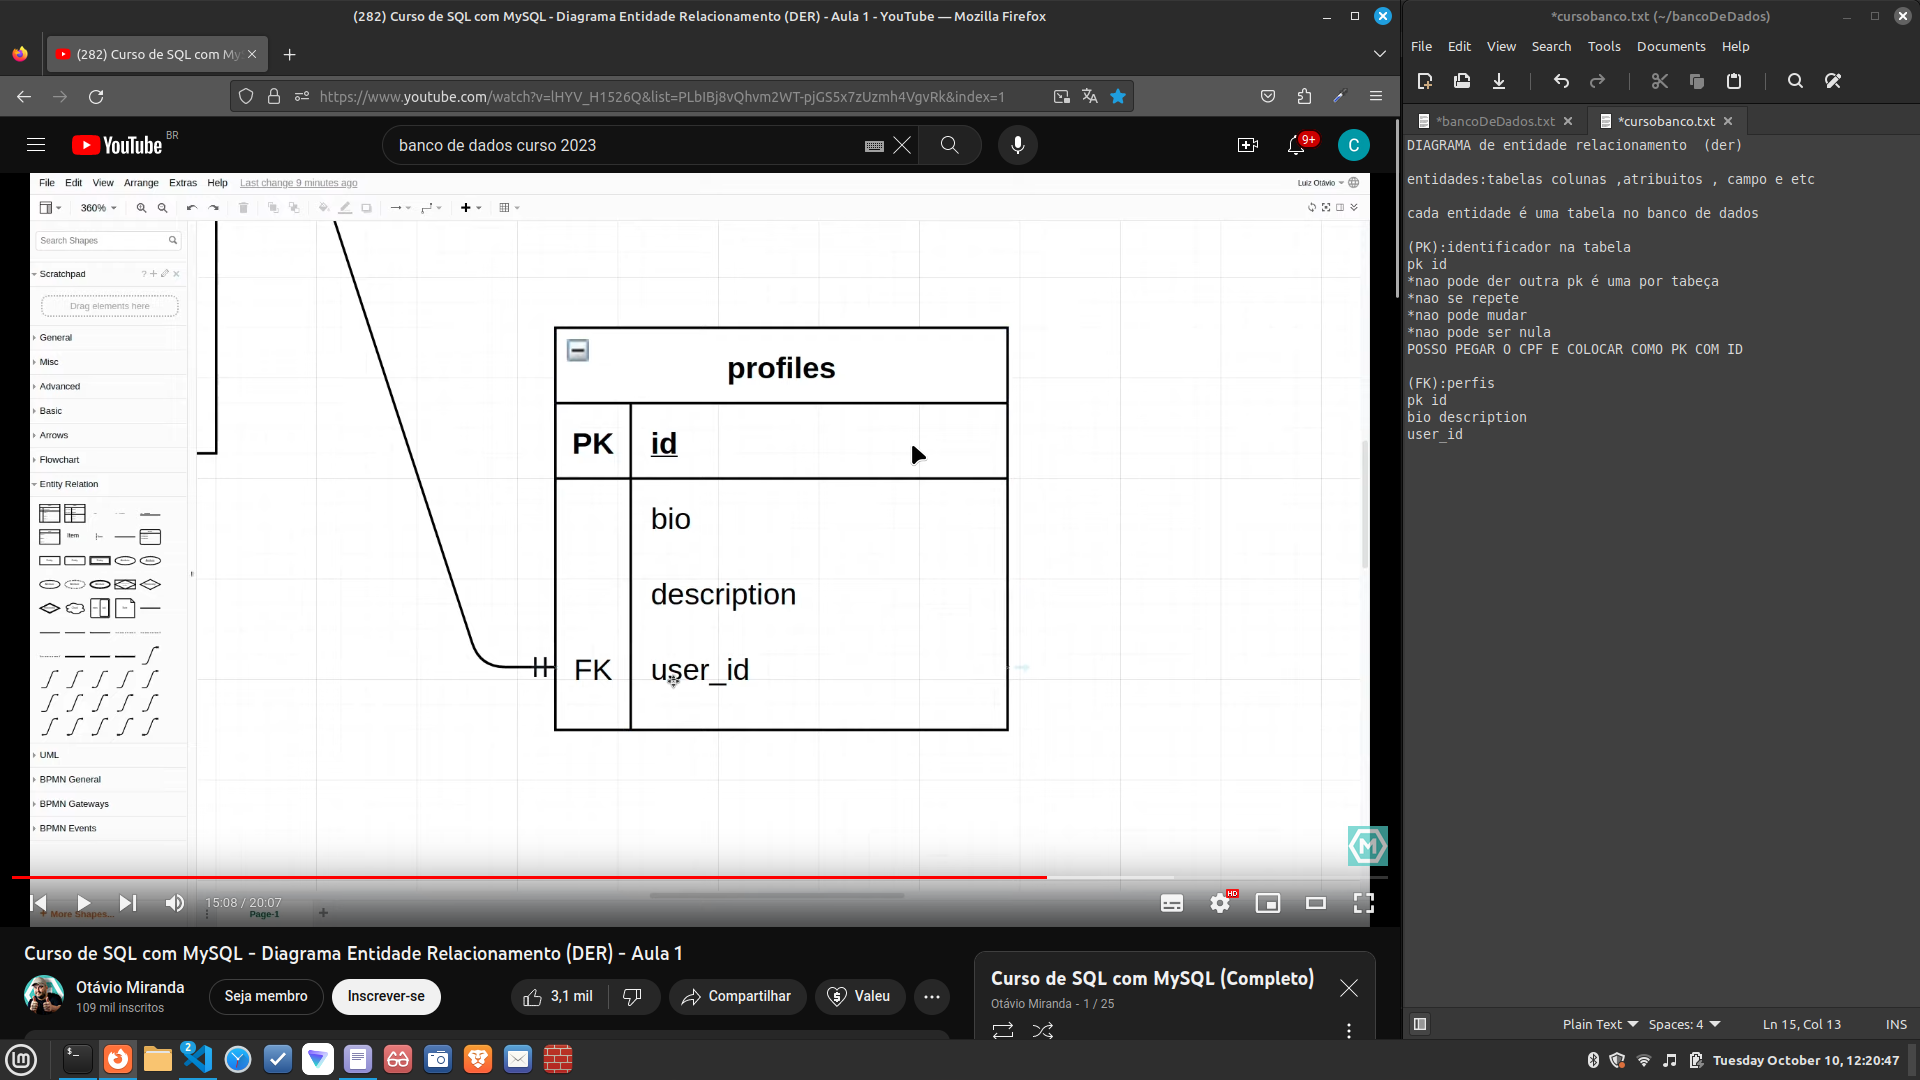 (282) Curso de SQL com MySQL - Diagrama Entidade Relacionamento (DER) - Aula 1 - YouTube — Mozilla Firefox
(282) Curso de SQL com My
https://www.youtube.com/watch?v=lHYV_H1526Q&list=PLbIBj8vQhvm2WT-pjGS5x7zUzmh4VgvRk&index=1
YouTube BR
banco de dados curso 2023
9+
C
File Edit View Arrange Extras Help Last change 9 minutes ago
Luiz Otávio
360%
Search Shapes
Scratchpad
Drag elements here
General
Misc
Advanced
Basic
Arrows
Flowchart
Entity Relation
UML
BPMN General
BPMN Gateways
BPMN Events
+ More Shapes...
Page-1
profiles
PK id
bio
description
FK user_id
M
15:08 / 20:07
HD
Curso de SQL com MySQL - Diagrama Entidade Relacionamento (DER) - Aula 1
Otávio Miranda
109 mil inscritos
Seja membro
Inscrever-se
3,1 mil
Compartilhar
Valeu
Curso de SQL com MySQL (Completo)
Otávio Miranda - 1 / 25
*cursobanco.txt (~/bancoDeDados)
File Edit View Search Tools Documents Help
*bancoDeDados.txt
*cursobanco.txt
DIAGRAMA de entidade relacionamento (der)
entidades:tabelas colunas ,atribuitos , campo e etc
cada entidade é uma tabela no banco de dados
(PK):identificador na tabela
pk id
*nao pode der outra pk é uma por tabeça
*nao se repete
*nao pode mudar
*nao pode ser nula
POSSO PEGAR O CPF E COLOCAR COMO PK COM ID
(FK):perfis
pk id
bio description
user_id
Plain Text Spaces: 4 Ln 15, Col 13 INS
2
Tuesday October 10, 12:20:47